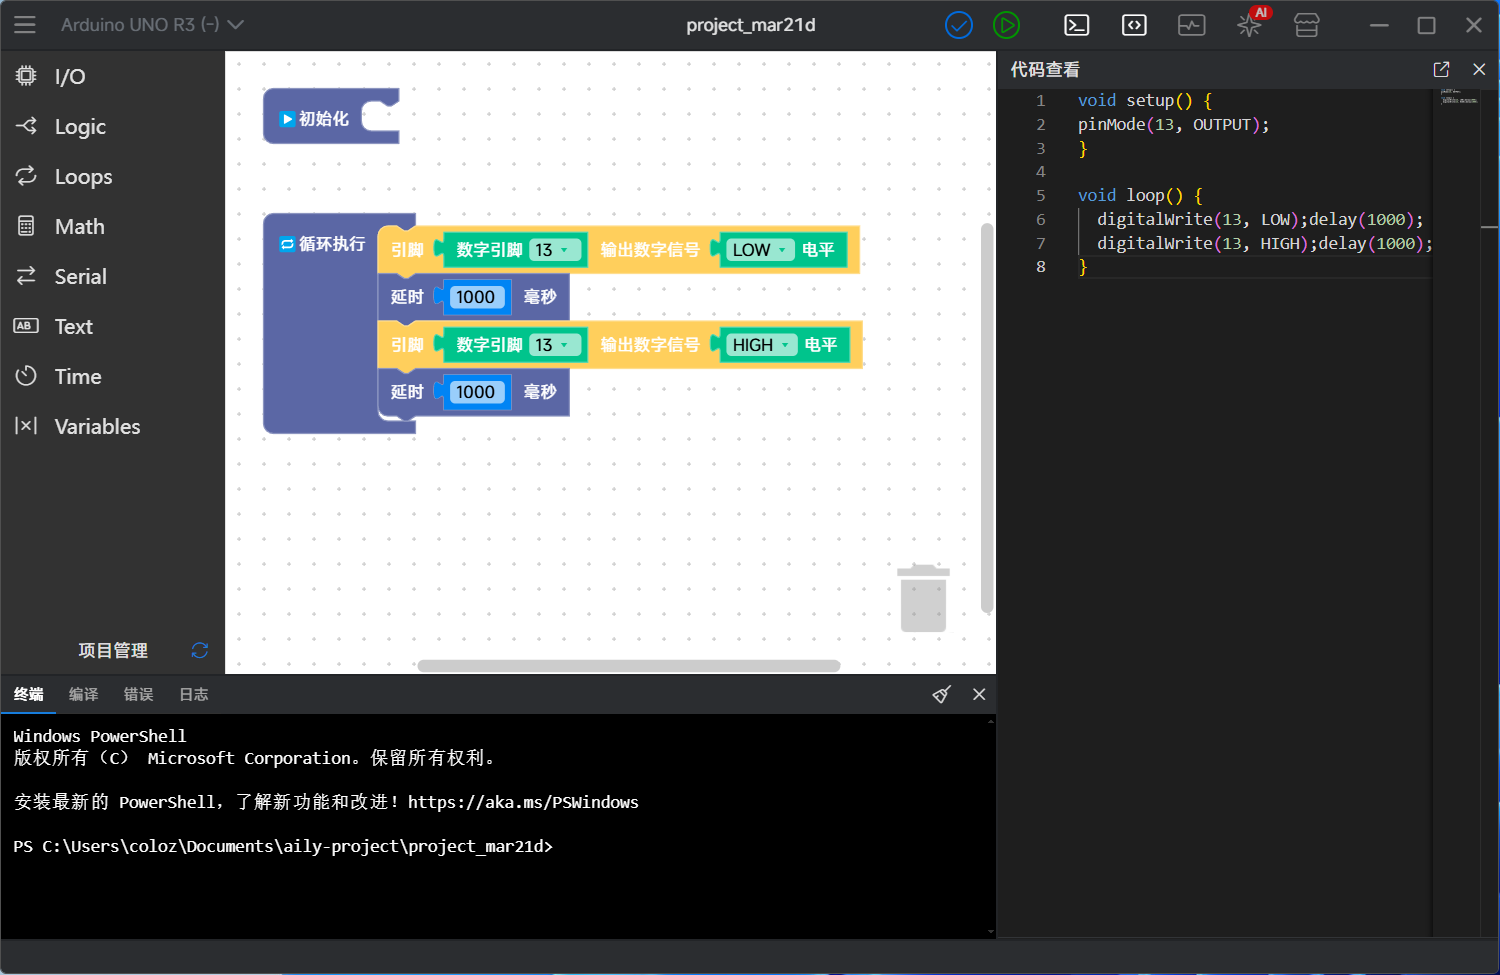 Arduino UNO R3 (-)
project_mar21d
AI
I/O
Logic
Loops
Math
Serial
AB Text
Time
Variables
项目管理
初始化
循环执行
引脚 数字引脚 13 输出数字信号 LOW 电平
延时 1000 毫秒
引脚 数字引脚 13 输出数字信号 HIGH 电平
延时 1000 毫秒
代码查看
1 void setup() {
2 pinMode(13, OUTPUT);
3 }
4
5 void loop() {
6 digitalWrite(13, LOW);delay(1000);
7 digitalWrite(13, HIGH);delay(1000);
8 }
终端 编译 错误 日志
Windows PowerShell
版权所有（C） Microsoft Corporation。保留所有权利。
安装最新的 PowerShell，了解新功能和改进！https://aka.ms/PSWindows
PS C:\Users\coloz\Documents\aily-project\project_mar21d>